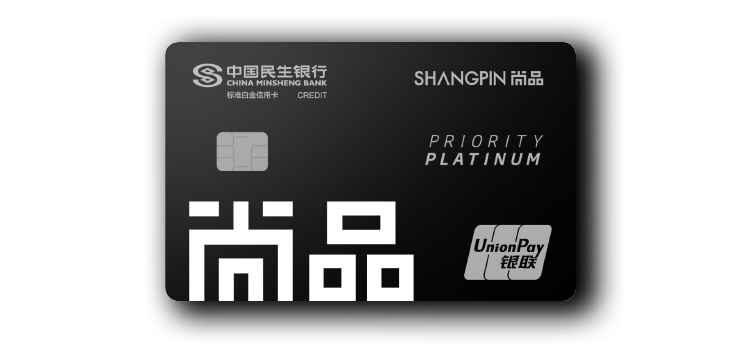 中国民生银行
CHINA MINSHENG BANK
标准白金信用卡 CREDIT
SHANGPIN 尚品
PRIORITY
PLATINUM
尚品
UnionPay
银联